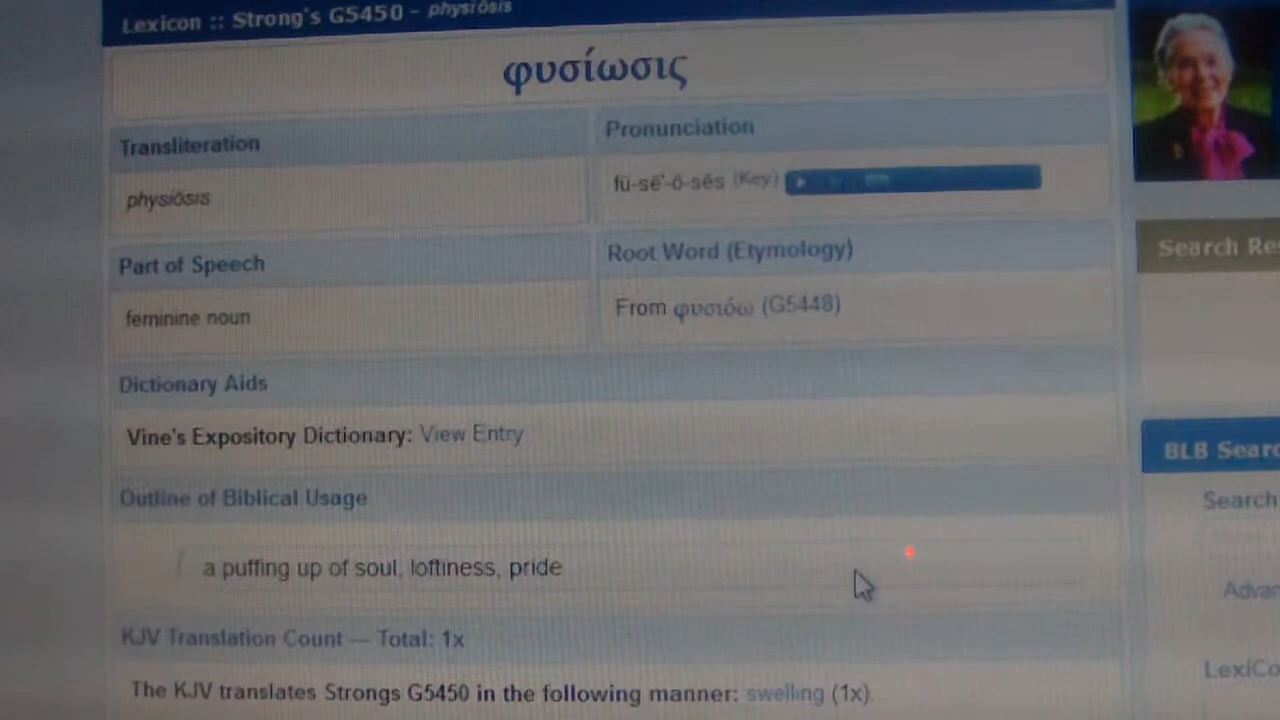 Lexicon :: Strong's G5450 - physiōsis
φυσίωσις
Transliteration
Pronunciation
physiōsis
fü-sē'-ō-sēs (Key)
Part of Speech
Root Word (Etymology)
feminine noun
From φυσιόω (G5448)
Dictionary Aids
Vine's Expository Dictionary: View Entry
Outline of Biblical Usage
a puffing up of soul, loftiness, pride
KJV Translation Count — Total: 1x
The KJV translates Strongs G5450 in the following manner: swelling (1x).
Search Re
BLB Searc
Search
Advan
LexiCo